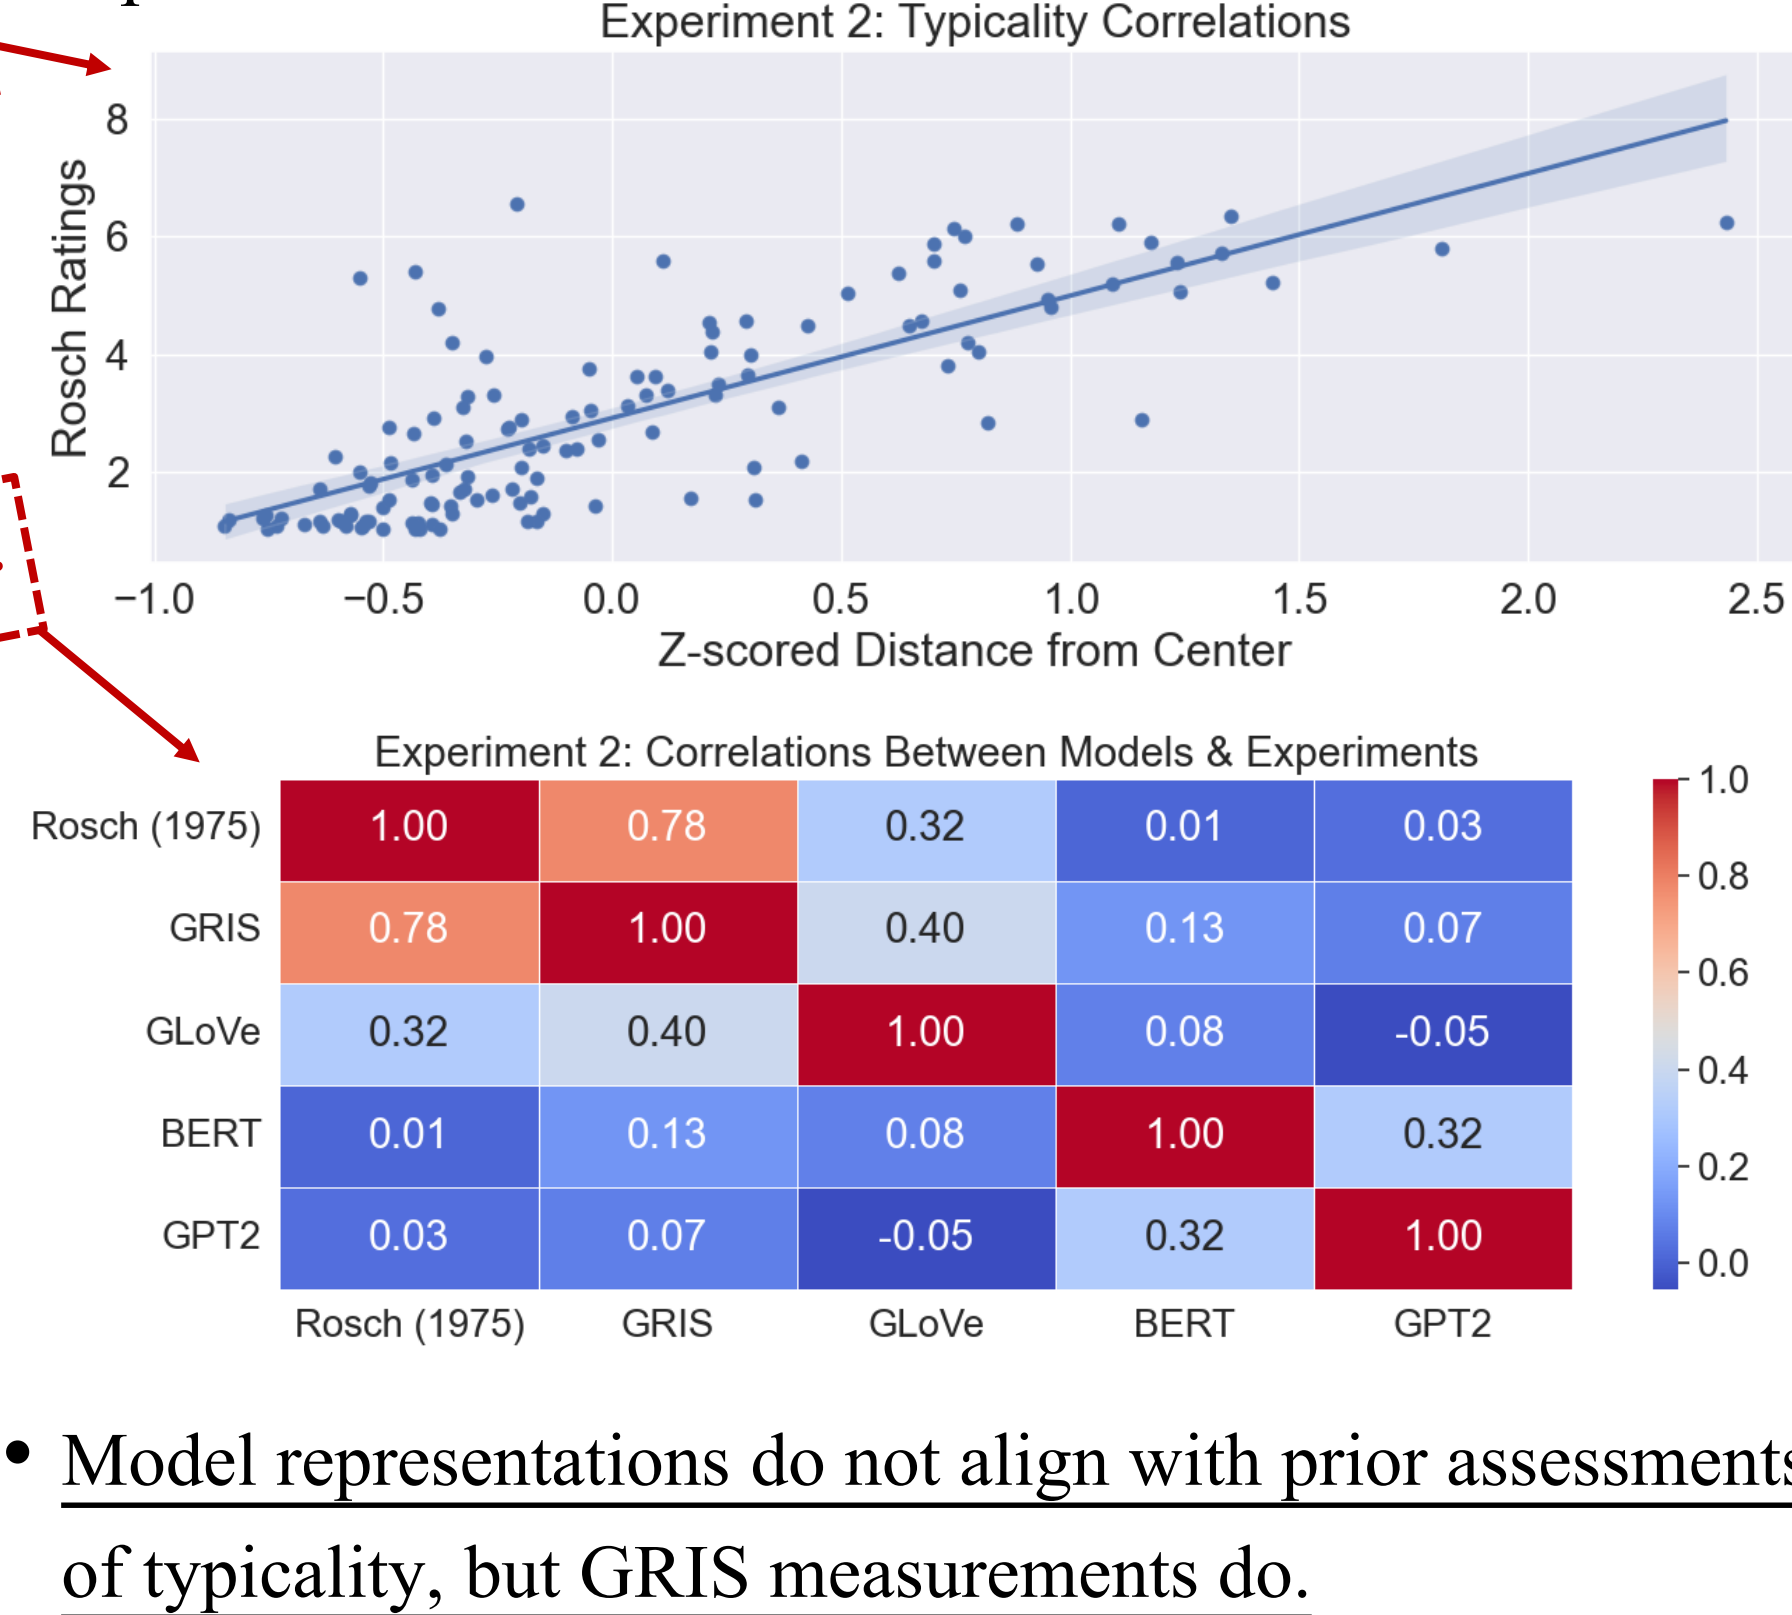 Experiment 2: Typicality Correlations
8
6
4
2
Rosch Ratings
−1.0 −0.5 0.0 0.5 1.0 1.5 2.0 2.5
Z-scored Distance from Center
Experiment 2: Correlations Between Models & Experiments
Rosch (1975) 1.00 0.78 0.32 0.01 0.03
GRIS 0.78 1.00 0.40 0.13 0.07
GLoVe 0.32 0.40 1.00 0.08 -0.05
BERT 0.01 0.13 0.08 1.00 0.32
GPT2 0.03 0.07 -0.05 0.32 1.00
Rosch (1975) GRIS GLoVe BERT GPT2
1.0
0.8
0.6
0.4
0.2
0.0
• Model representations do not align with prior assessments
of typicality, but GRIS measurements do.